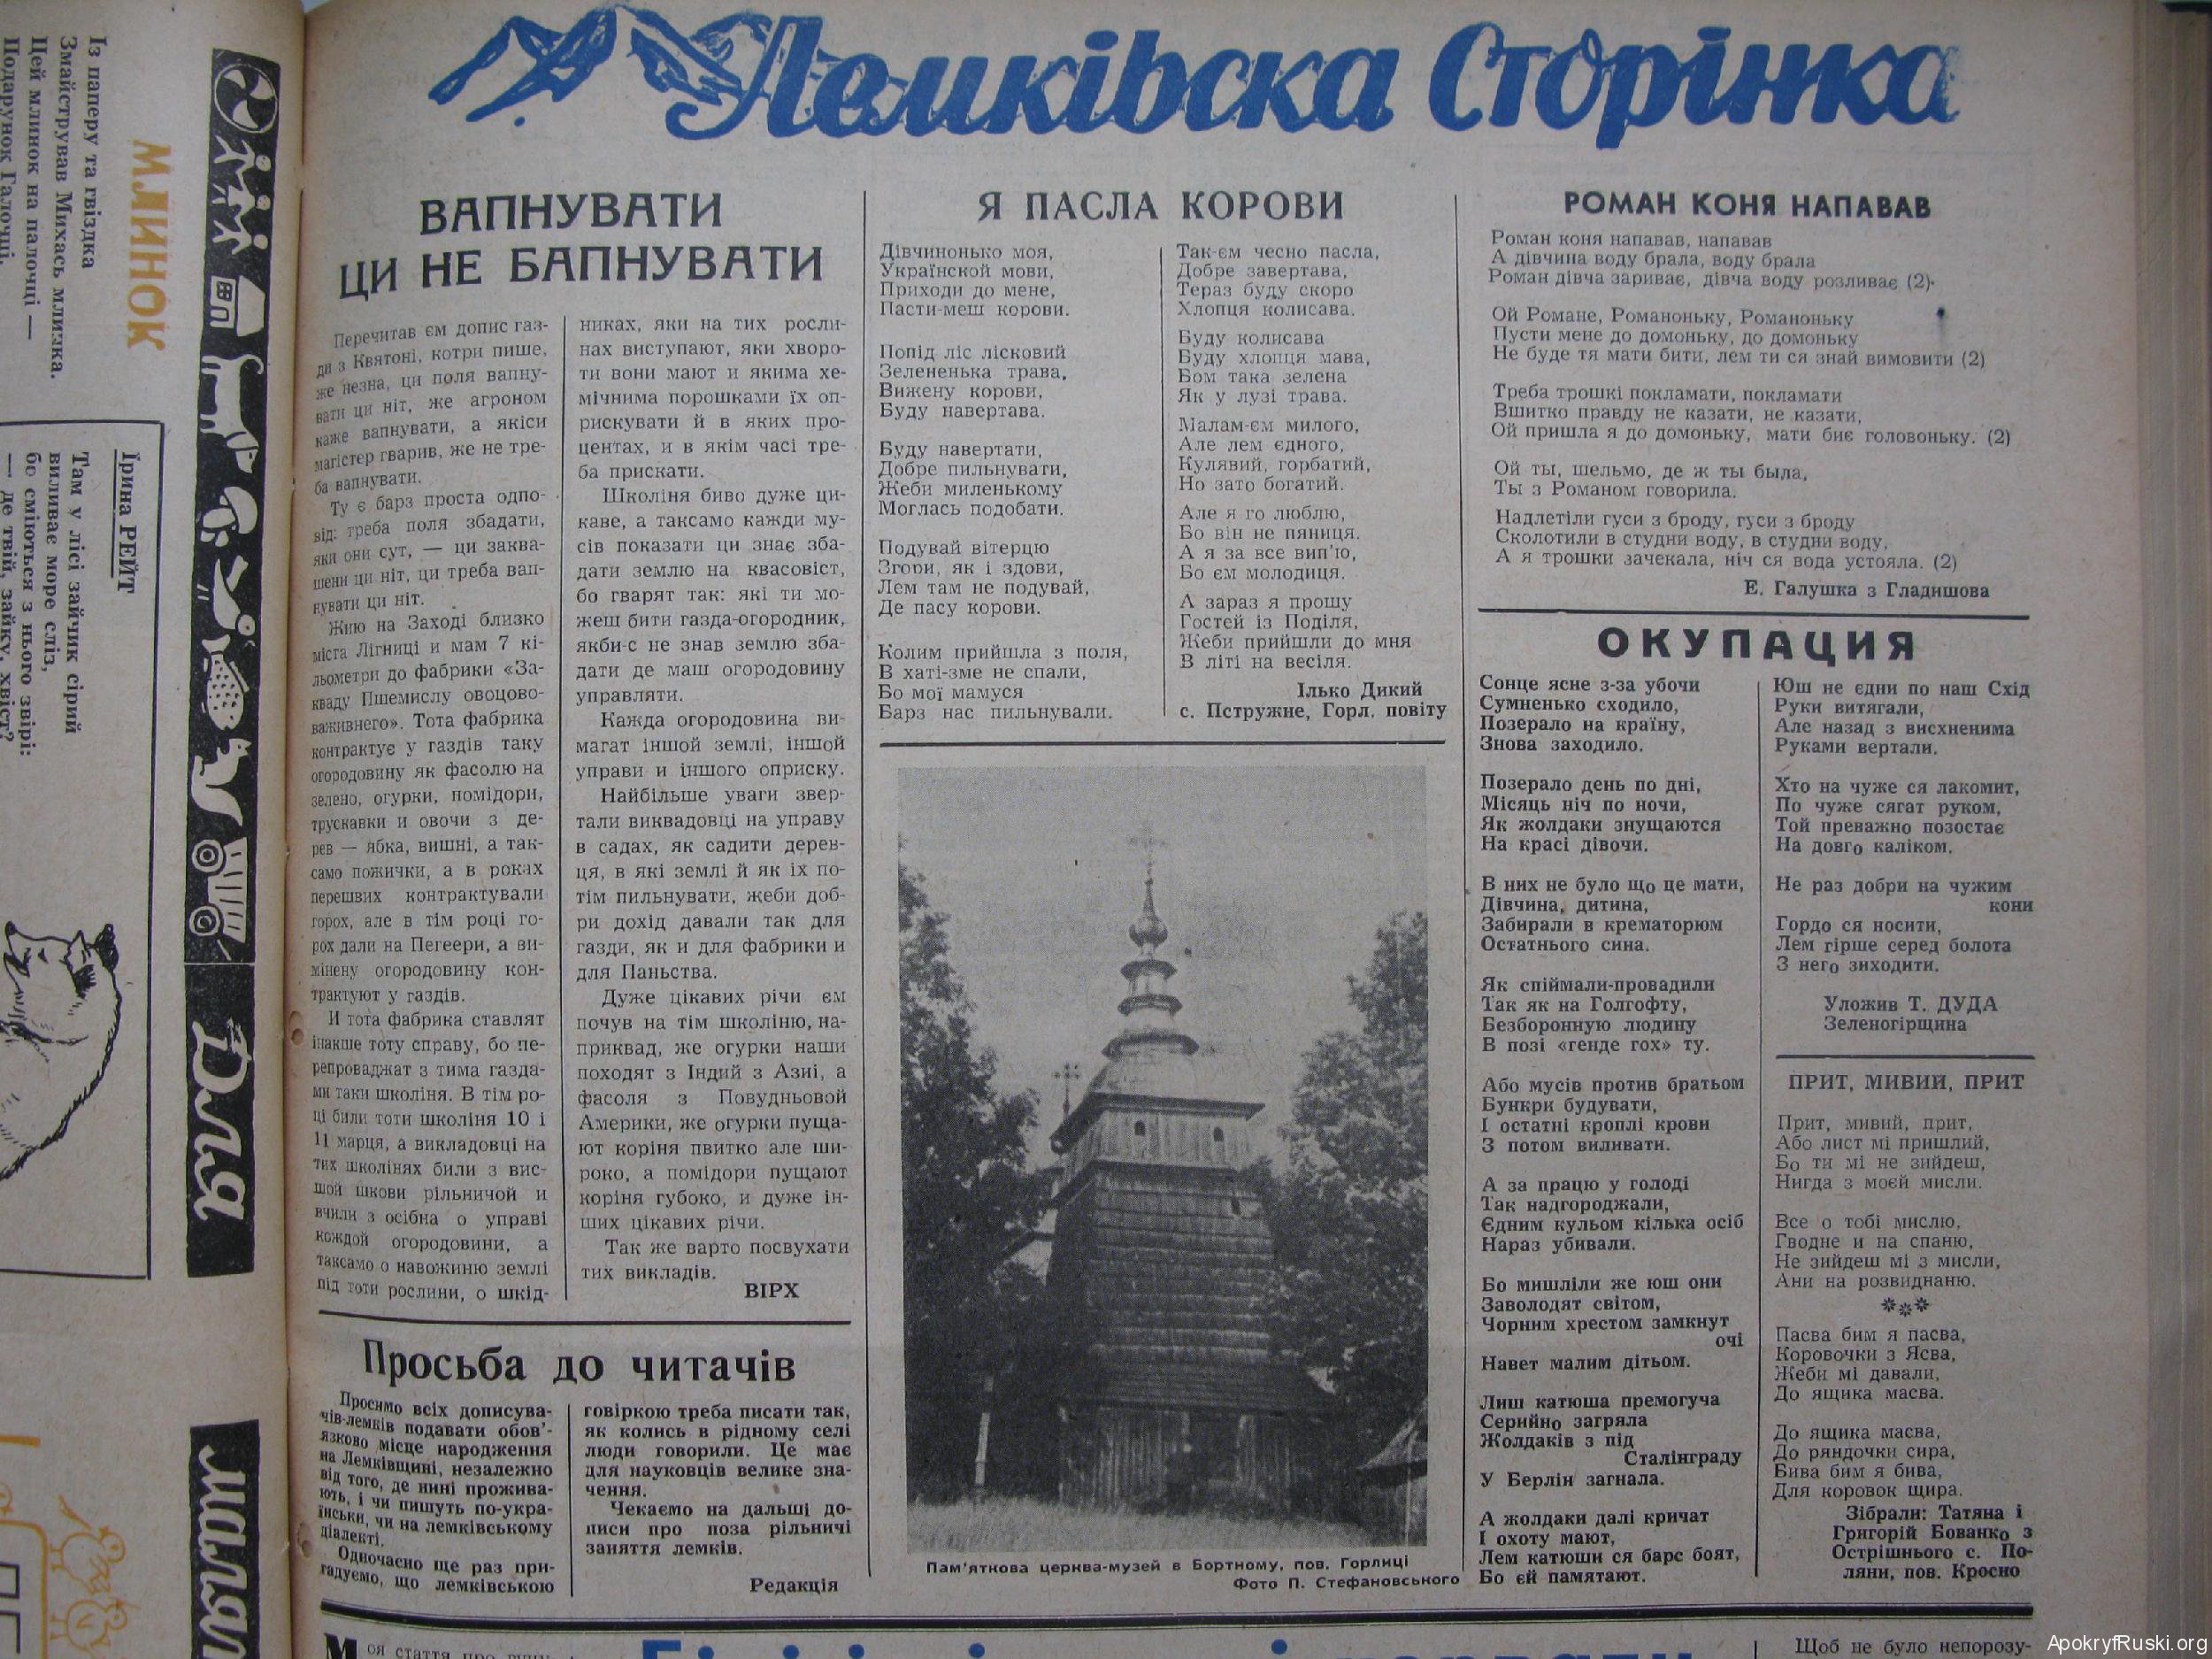 Лемківска Сторінка
ВАПНУВАТИ
ЦИ НЕ ВАПНУВАТИ
Перечитав єм допис газ-
ди з Квятоні, котри пише,
же незна, ци поля вапну-
вати ци ніт, же агроном
каже вапнувати, а якіси
магістер гварив, же не тре-
ба вапнувати.
Ту є барз проста одпо-
від: треба поля збадати,
яки они сут, — ци заква-
шени ци ніт, ци треба вап-
нувати ци ніт.
Жию на Заході близко
міста Лігниці и мам 7 кі-
льометри до фабрики «За-
кваду Пшемислу овоцово-
важивнего». Тота фабрика
контрактує у газдів таку
огородовину як фасолю на
зелено, огурки, помідори,
трускавки и овочи з де-
рев — ябка, вишні, а так-
само пожички, а в роках
перешвих контрактували
горох, але в тім році го-
рох дали на Пегеери, а ви-
мінену огородовину кон-
трактуют у газдів.
И тота фабрика ставлят
інакше тоту справу, бо пе-
репроваджат з тима газда-
ми таки школіня. В тім ро-
ці били тоти школіня 10 і
11 марця, а викладовці на
тих школінях били з вис-
шой шкови рільничой и
вчили з осібна о управі
кождой огородовини, а
таксамо о навожиню землі
під тоти рослини, о шкід-
никах, яки на тих росли-
нах виступают, яки хворо-
ти вони мают и якима хе-
мічнима порошками їх оп-
рискувати й в яких про-
центах, и в якім часі тре-
ба прискати.
Школіня биво дуже ци-
каве, а таксамо кажди му-
сів показати ци знає зба-
дати землю на квасовіст,
бо гварят так: які ти мо-
жеш бити газда-огородник,
якби-с не знав землю зба-
дати де маш огородовину
управляти.
Кажда огородовина ви-
магат іншой землі, іншой
управи и іншого оприску.
Найбільше уваги звер-
тали виквадовці на управу
в садах, як садити дерев-
ця, в які землі й як їх по-
тім пильнувати, жеби доб-
ри дохід давали так для
газди, як и для фабрики и
для Паньства.
Дуже цікавих річи єм
почув на тім школіню, на-
приквад, же огурки наши
походят з Індий з Азиі, а
фасоля з Повудньовой
Америки, же огурки пуща-
ют коріня пвитко але ши-
роко, а помідори пущают
коріня губоко, и дуже ін-
ших цікавих річи.
Так же варто посвухати
тих викладів.
ВІРХ
Просьба до читачів
Просимо всіх дописува-
чів-лемків подавати обов'-
язково місце народження
на Лемківщині, незалежно
від того, де нині прожива-
ють, і чи пишуть по-укра-
їнськи, чи на лемківському
діалекті.
Одночасно ще раз при-
гадуємо, що лемківською
говіркою треба писати так,
як колись в рідному селі
люди говорили. Це має
для науковців велике зна-
чення.
Чекаємо на дальші до-
писи про поза рільничі
заняття лемків.
Редакція
Я ПАСЛА КОРОВИ
Дівчинонько моя,
Українской мови,
Приходи до мене,
Пасти-меш корови.
Попід ліс лісковий
Зелененька трава,
Вижену корови,
Буду навертава.
Буду навертати,
Добре пильнувати,
Жеби миленькому
Моглась подобати.
Подувай вітерцю
Згори, як і здови,
Лем там не подувай,
Де пасу корови.
Колим прийшла з поля,
В хаті-зме не спали,
Бо мої мамуся
Барз нас пильнували.
Так-єм чесно пасла,
Добре завертава,
Тераз буду скоро
Хлопця колисава.
Буду колисава
Буду хлопця мава,
Бом така зелена
Як у лузі трава.
Малам-єм милого,
Але лем єдного,
Кулявий, горбатий,
Но зато богатий.
Але я го люблю,
Бо він не пяниця.
А я за все вип'ю,
Бо єм молодиця.
А зараз я прошу
Гостей із Поділя,
Жеби прийшли до мня
В літі на весіля.
Ілько Дикий
с. Пстружне, Горл. повіту
Пам'яткова церква-музей в Бортному, пов. Горлиці
Фото П. Стефановського
РОМАН КОНЯ НАПАВАВ
Роман коня напавав, напавав
А дівчина воду брала, воду брала
Роман дівча зариває, дівча воду розливає (2).
Ой Романе, Романоньку, Романоньку
Пусти мене до домоньку, до домоньку
Не буде тя мати бити, лем ти ся знай вимовити (2)
Треба трошкі покламати, покламати
Вшитко правду не казати, не казати,
Ой пришла я до домоньку, мати биє головоньку. (2)
Ой ты, шельмо, де ж ты была,
Ты з Романом говорила.
Надлетіли гуси з броду, гуси з броду
Сколотили в студни воду, в студни воду,
А я трошки зачекала, ніч ся вода устояла. (2)
Е. Галушка з Гладишова
ОКУПАЦИЯ
Сонце ясне з-за убочи
Сумненько сходило,
Позерало на країну,
Знова заходило.
Позерало день по дні,
Місяць ніч по ночи,
Як жолдаки знущаются
На красі дівочи.
В них не було що це мати,
Дівчина, дитина,
Забирали в крематорюм
Остатнього сина.
Як спіймали-провадили
Так як на Голгофту,
Безборонную людину
В позі «генде гох» ту.
Або мусів против братьом
Бункри будувати,
І остатні кроплі крови
З потом виливати.
А за працю у голоді
Так надгороджали,
Єдним кульом кілька осіб
Нараз убивали.
Бо мишліли же юш они
Заволодят світом,
Чорним хрестом замкнут
очі
Навет малим дітьом.
Лиш катюша премогуча
Серийно загряла
Жолдаків з під
Сталінграду
У Берлін загнала.
А жолдаки далі кричат
І охоту мают,
Лем катюши ся барс боят,
Бо єй памятают.
Юш не єдни по наш Схід
Руки витягали,
Але назад з висхненима
Руками вертали.
Хто на чуже ся лакомит,
По чуже сягат руком,
Той преважно позостає
На довго каліком.
Не раз добри на чужим
кони
Гордо ся носити,
Лем гірше серед болота
З него зиходити.
Уложив Т. ДУДА
Зеленогірщина
ПРИТ, МИВИИ, ПРИТ
Прит, мивий, прит,
Або лист мі пришлий,
Бо ти мі не зийдеш,
Нигда з моєй мисли.
Все о тобі мислю,
Гводне и на спаню,
Не зийдеш мі з мисли,
Ани на розвиднаню.
***
Пасва бим я пасва,
Коровочки з Ясва,
Жеби мі давали,
До ящика масва.
До ящика масва,
До ряндочки сира,
Бива бим я бива,
Для коровок щира.
Зібрали: Татяна і
Григорій Бованко з
Острішнього с. По-
ляни, пов. Кросно
МЛИНОК
Із паперу та гвіздка
Змайстрував Михась млинка.
Цей млинок на палочці —
Подарунок Галочці.
Ірина РЕЙТ
Там у лісі зайчик сірий
виливає море сліз,
бо сміються з нього звірі:
— де твій, зайку, хвіст?
Для
Моя стаття про
Щоб не було непорозу-
ApokryfRuski.org